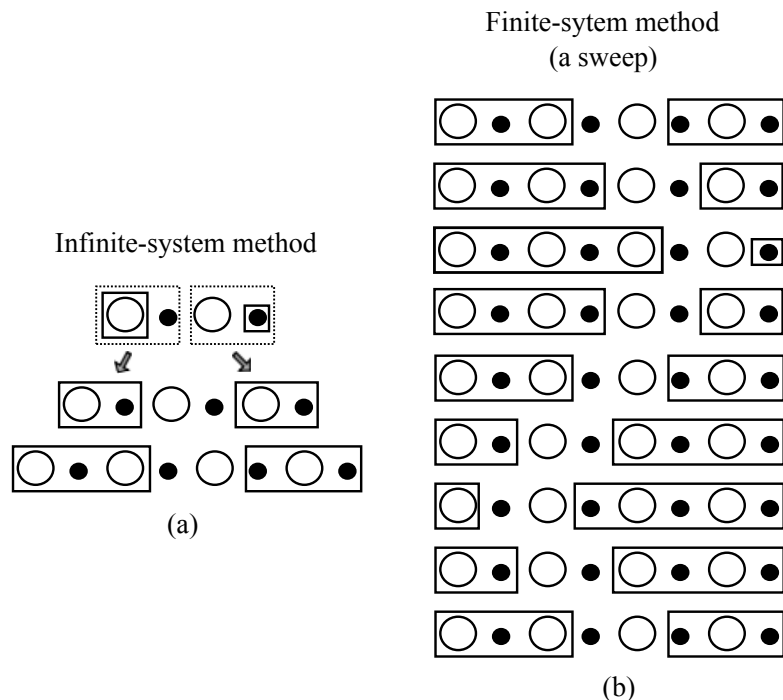 Finite-sytem method
(a sweep)
Infinite-system method
(a)
(b)